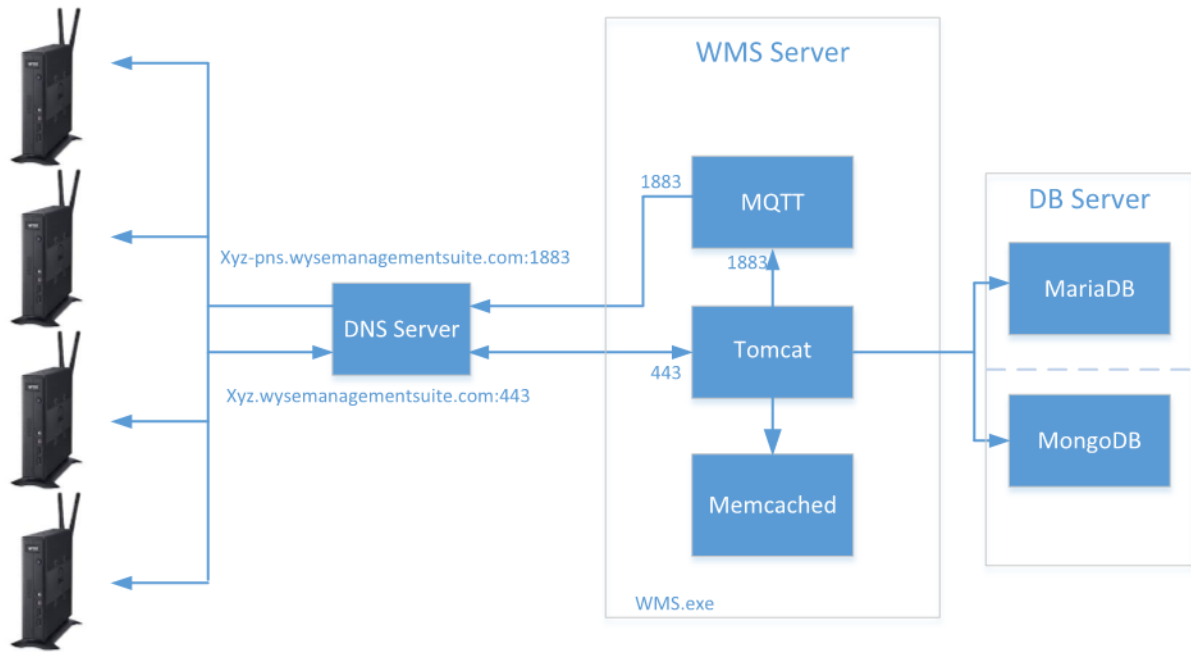 WMS Server
1883
MQTT
DB Server
Xyz-pns.wysemanagementsuite.com:1883
1883
MariaDB
DNS Server
Tomcat
443
Xyz.wysemanagementsuite.com:443
MongoDB
Memcached
WMS.exe